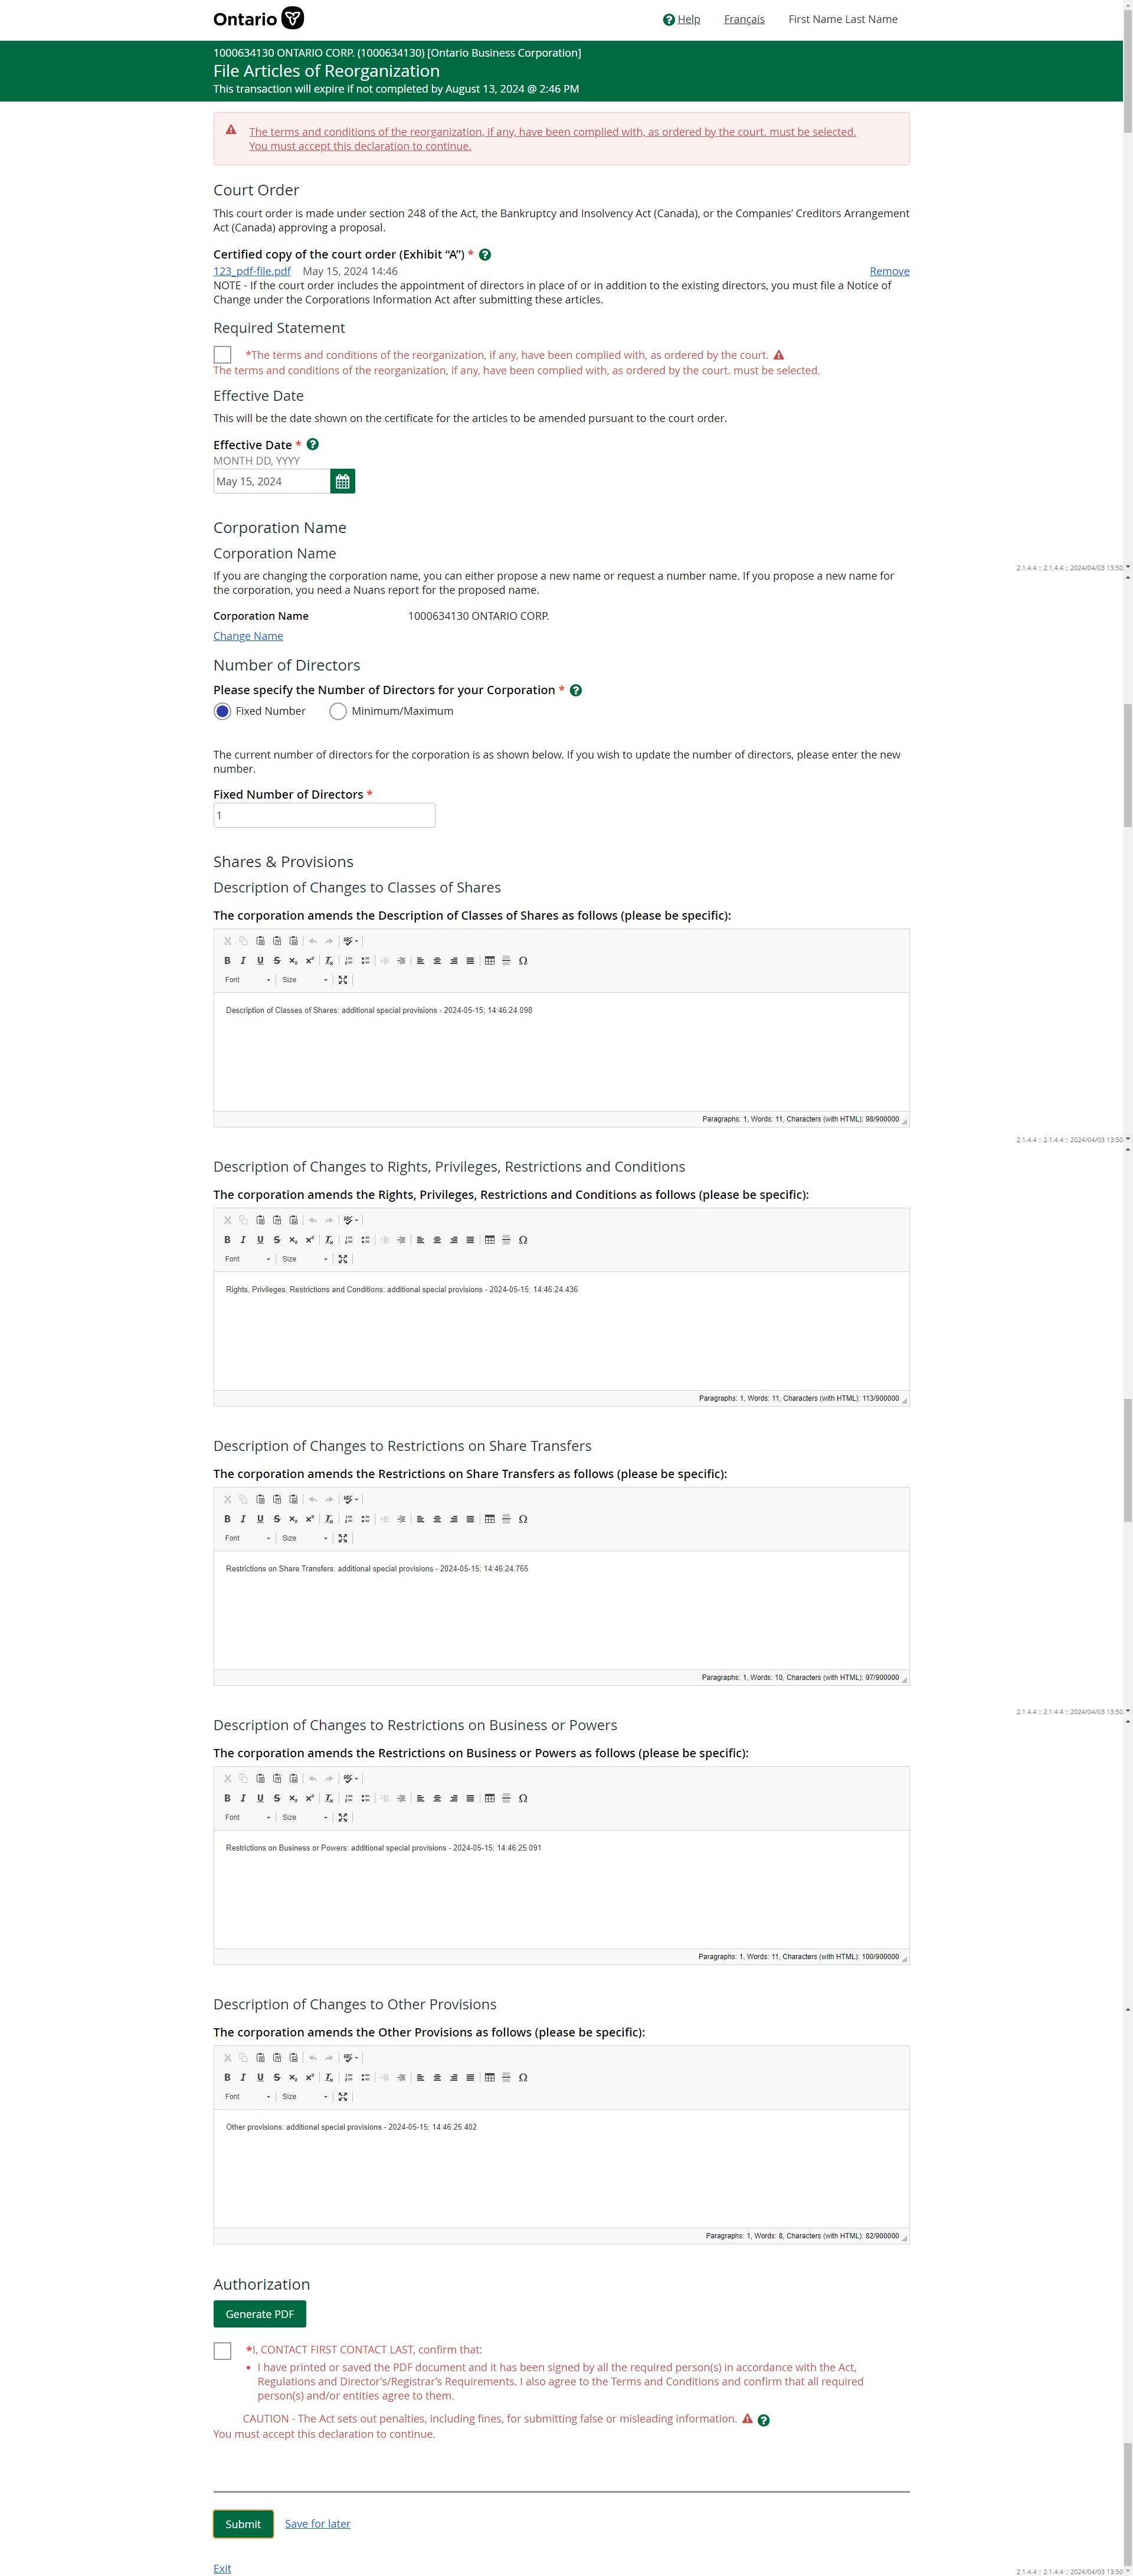 Ontario
Help Français First Name Last Name
1000634130 ONTARIO CORP. (1000634130) [Ontario Business Corporation]
File Articles of Reorganization
This transaction will expire if not completed by August 13, 2024 @ 2:46 PM
The terms and conditions of the reorganization, if any, have been complied with, as ordered by the court. must be selected.
You must accept this declaration to continue.
Court Order
This court order is made under section 248 of the Act, the Bankruptcy and Insolvency Act (Canada), or the Companies’ Creditors Arrangement
Act (Canada) approving a proposal.
Certified copy of the court order (Exhibit “A”) *
123_pdf-file.pdf May 15, 2024 14:46 Remove
NOTE - If the court order includes the appointment of directors in place of or in addition to the existing directors, you must file a Notice of
Change under the Corporations Information Act after submitting these articles.
Required Statement
*The terms and conditions of the reorganization, if any, have been complied with, as ordered by the court.
The terms and conditions of the reorganization, if any, have been complied with, as ordered by the court. must be selected.
Effective Date
This will be the date shown on the certificate for the articles to be amended pursuant to the court order.
Effective Date *
MONTH DD, YYYY
May 15, 2024
Corporation Name
Corporation Name
2.1.4.4 :: 2.1.4.4 :: 2024/04/03 13:50
If you are changing the corporation name, you can either propose a new name or request a number name. If you propose a new name for
the corporation, you need a Nuans report for the proposed name.
Corporation Name 1000634130 ONTARIO CORP.
Change Name
Number of Directors
Please specify the Number of Directors for your Corporation *
Fixed Number Minimum/Maximum
The current number of directors for the corporation is as shown below. If you wish to update the number of directors, please enter the new
number.
Fixed Number of Directors *
1
Shares & Provisions
Description of Changes to Classes of Shares
The corporation amends the Description of Classes of Shares as follows (please be specific):
Font Size
Description of Classes of Shares: additional special provisions - 2024-05-15; 14:46:24.098
Paragraphs: 1, Words: 11, Characters (with HTML): 98/900000
2.1.4.4 :: 2.1.4.4 :: 2024/04/03 13:50
Description of Changes to Rights, Privileges, Restrictions and Conditions
The corporation amends the Rights, Privileges, Restrictions and Conditions as follows (please be specific):
Font Size
Rights, Privileges, Restrictions and Conditions: additional special provisions - 2024-05-15; 14:46:24.436
Paragraphs: 1, Words: 11, Characters (with HTML): 113/900000
Description of Changes to Restrictions on Share Transfers
The corporation amends the Restrictions on Share Transfers as follows (please be specific):
Font Size
Restrictions on Share Transfers: additional special provisions - 2024-05-15; 14:46:24.765
Paragraphs: 1, Words: 10, Characters (with HTML): 97/900000
2.1.4.4 :: 2.1.4.4 :: 2024/04/03 13:50
Description of Changes to Restrictions on Business or Powers
The corporation amends the Restrictions on Business or Powers as follows (please be specific):
Font Size
Restrictions on Business or Powers: additional special provisions - 2024-05-15; 14:46:25.091
Paragraphs: 1, Words: 11, Characters (with HTML): 100/900000
Description of Changes to Other Provisions
The corporation amends the Other Provisions as follows (please be specific):
Font Size
Other provisions: additional special provisions - 2024-05-15; 14:46:25.402
Paragraphs: 1, Words: 8, Characters (with HTML): 82/900000
Authorization
Generate PDF
*I, CONTACT FIRST CONTACT LAST, confirm that:
• I have printed or saved the PDF document and it has been signed by all the required person(s) in accordance with the Act,
Regulations and Director’s/Registrar’s Requirements. I also agree to the Terms and Conditions and confirm that all required
person(s) and/or entities agree to them.
CAUTION - The Act sets out penalties, including fines, for submitting false or misleading information.
You must accept this declaration to continue.
Submit Save for later
Exit
2.1.4.4 :: 2.1.4.4 :: 2024/04/03 13:50